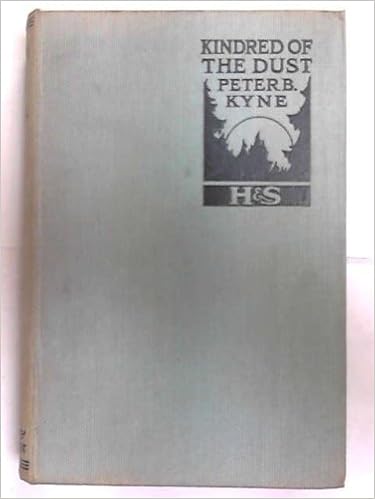 KINDRED OF
THE DUST
PETER B.
KYNE
H&S